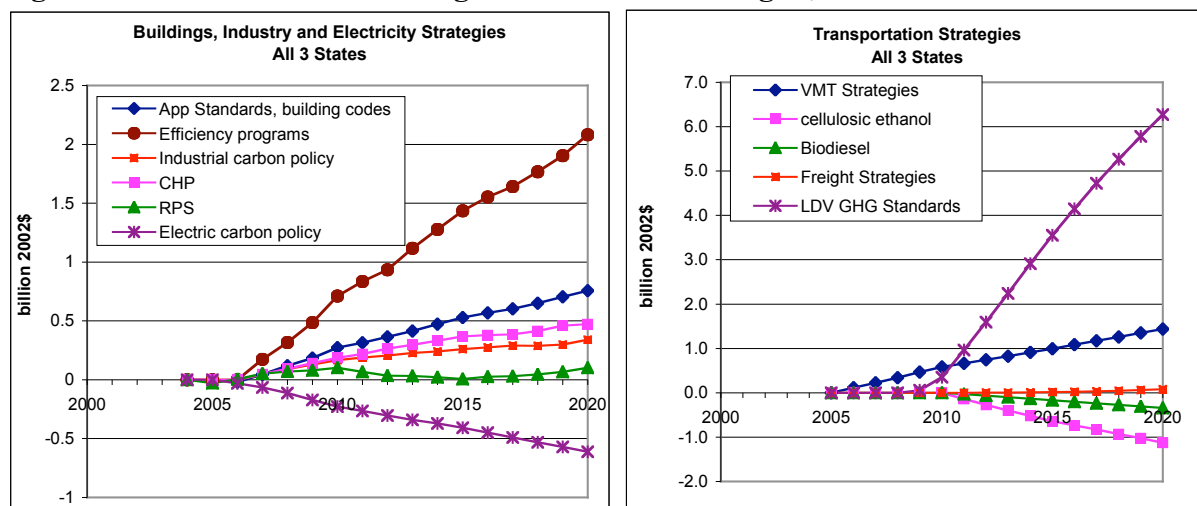 Buildings, Industry and Electricity Strategies
All 3 States
2.5
2
1.5
1
0.5
0
-0.5
-1
billion 2002$
App Standards, building codes
Efficiency programs
Industrial carbon policy
CHP
RPS
Electric carbon policy
2000
2005
2010
2015
2020
Transportation Strategies
All 3 States
7.0
6.0
5.0
4.0
3.0
2.0
1.0
0.0
-1.0
-2.0
billion 2002$
VMT Strategies
cellulosic ethanol
Biodiesel
Freight Strategies
LDV GHG Standards
2000
2005
2010
2015
2020